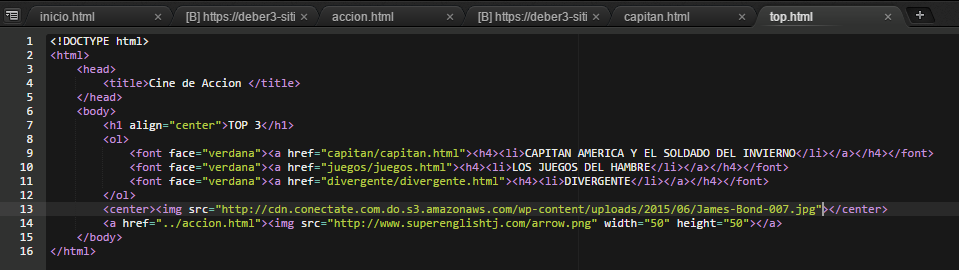 inicio.html × [B] https://deber3-siti × accion.html × [B] https://deber3-siti × capitan.html × top.html × +
1 <!DOCTYPE html>
2 <html>
3 <head>
4 <title>Cine de Accion </title>
5 </head>
6 <body>
7 <h1 align="center">TOP 3</h1>
8 <ol>
9 <font face="verdana"><a href="capitan/capitan.html"><h4><li>CAPITAN AMERICA Y EL SOLDADO DEL INVIERNO</li></a></h4></font>
10 <font face="verdana"><a href="juegos/juegos.html"><h4><li>LOS JUEGOS DEL HAMBRE</li></a></h4></font>
11 <font face="verdana"><a href="divergente/divergente.html"><h4><li>DIVERGENTE</li></a></h4></font>
12 </ol>
13 <center><img src="http://cdn.conectate.com.do.s3.amazonaws.com/wp-content/uploads/2015/06/James-Bond-007.jpg"></center>
14 <a href="../accion.html"><img src="http://www.superenglishtj.com/arrow.png" width="50" height="50"></a>
15 </body>
16 </html>